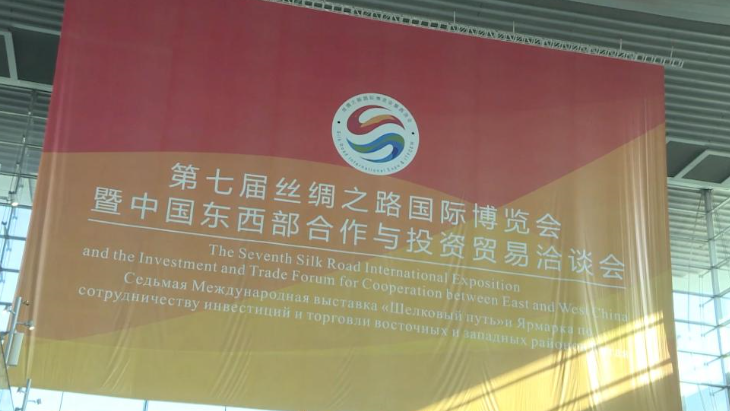 第七届丝绸之路国际博览会
暨中国东西部合作与投资贸易洽谈会
The Seventh Silk Road International Exposition
and the Investment and Trade Forum for Cooperation between East and West China
Седьмая Международная выставка «Шелковый путь»и Ярмарка по
сотрудничеству инвестиций и торговли восточных и западных